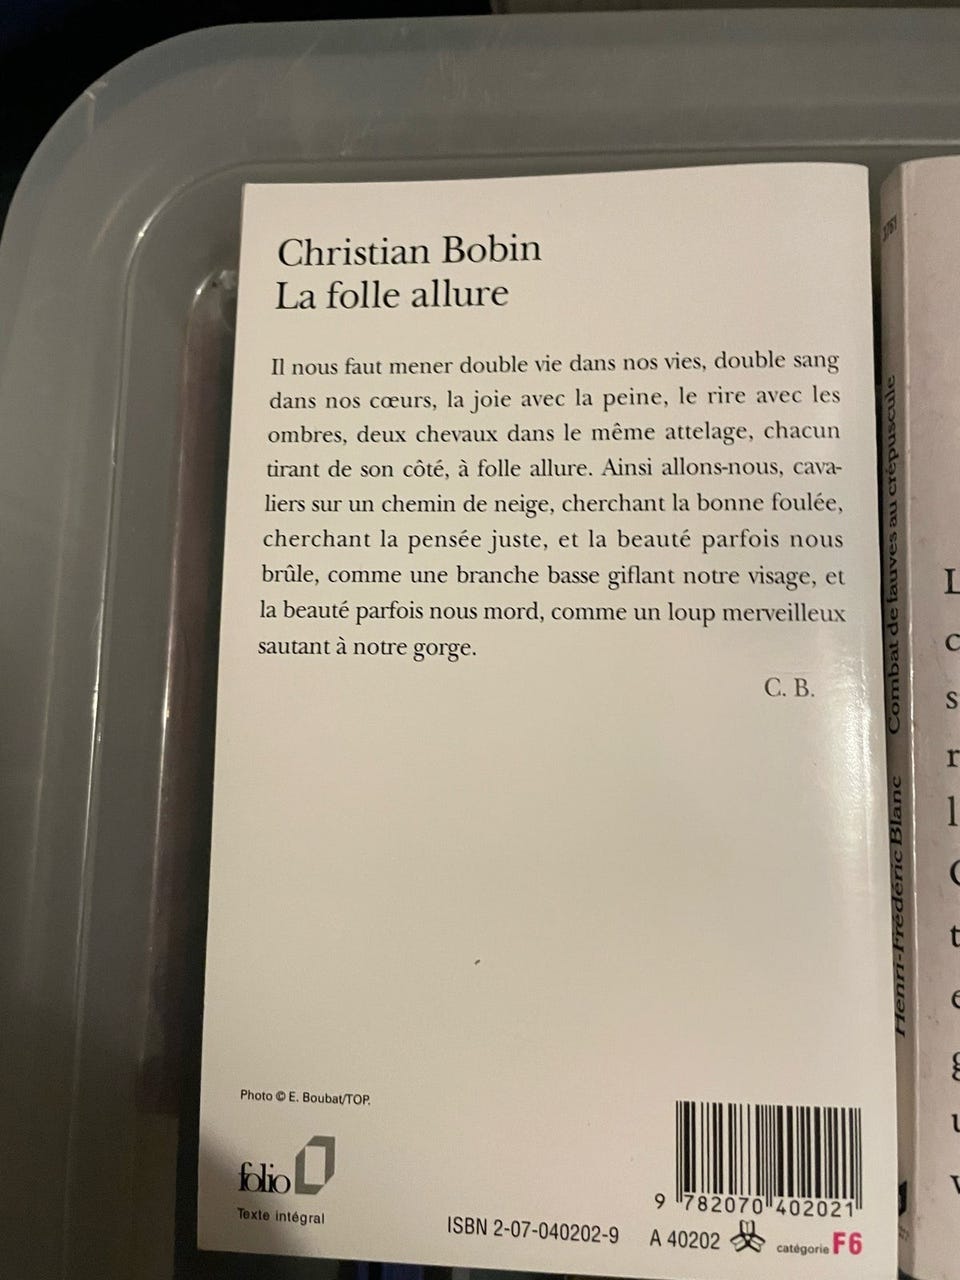 Christian Bobin
La folle allure
Il nous faut mener double vie dans nos vies, double sang
dans nos cœurs, la joie avec la peine, le rire avec les
ombres, deux chevaux dans le même attelage, chacun
tirant de son côté, à folle allure. Ainsi allons-nous, cava-
liers sur un chemin de neige, cherchant la bonne foulée,
cherchant la pensée juste, et la beauté parfois nous
brûle, comme une branche basse giflant notre visage, et
la beauté parfois nous mord, comme un loup merveilleux
sautant à notre gorge.
C. B.
Photo © E. Boubat/TOP.
folio
Texte intégral
ISBN 2-07-040202-9
9 782070 402021
A 40202
catégorie F6
Henri-Frédéric Blanc Combat de fauves au crépuscule